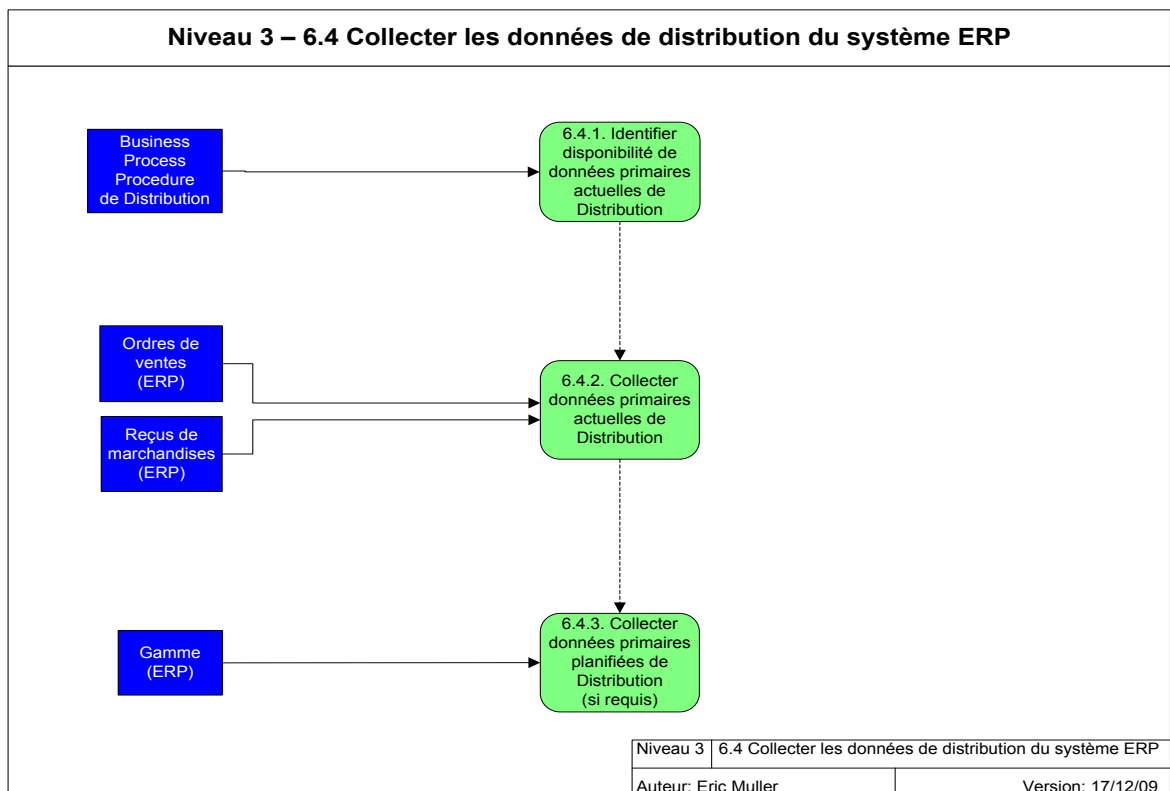 Niveau 3 – 6.4 Collecter les données de distribution du système ERP
Business
Process
Procedure
de Distribution
6.4.1. Identifier
disponibilité de
données primaires
actuelles de
Distribution
Ordres de
ventes
(ERP)
Reçus de
marchandises
(ERP)
6.4.2. Collecter
données primaires
actuelles de
Distribution
Gamme
(ERP)
6.4.3. Collecter
données primaires
planifiées de
Distribution
(si requis)
Niveau 3 6.4 Collecter les données de distribution du système ERP
Auteur: Eric Muller Version: 17/12/09